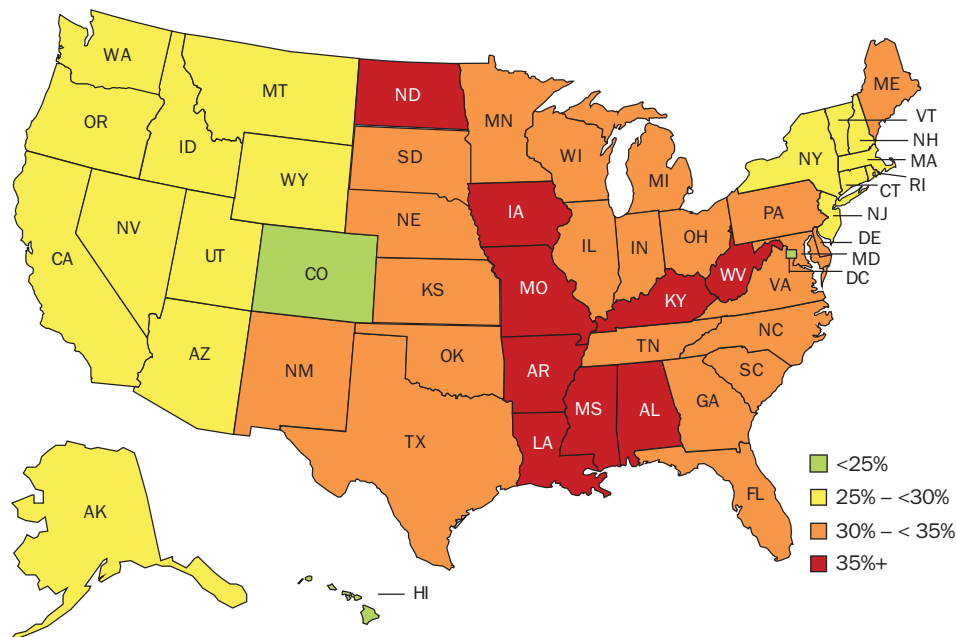 WA
MT
ND
MN
ME
VT
OR
ID
SD
WI
NH
NY
MA
MI
WY
RI
CT
NE
IA
PA
NJ
NV
UT
IL
IN
OH
DE
CA
MD
CO
WV
DC
KS
MO
KY
VA
NC
AZ
OK
TN
NM
AR
SC
MS
AL
GA
TX
LA
<25%
FL
25% – <30%
AK
30% – < 35%
35%+
HI